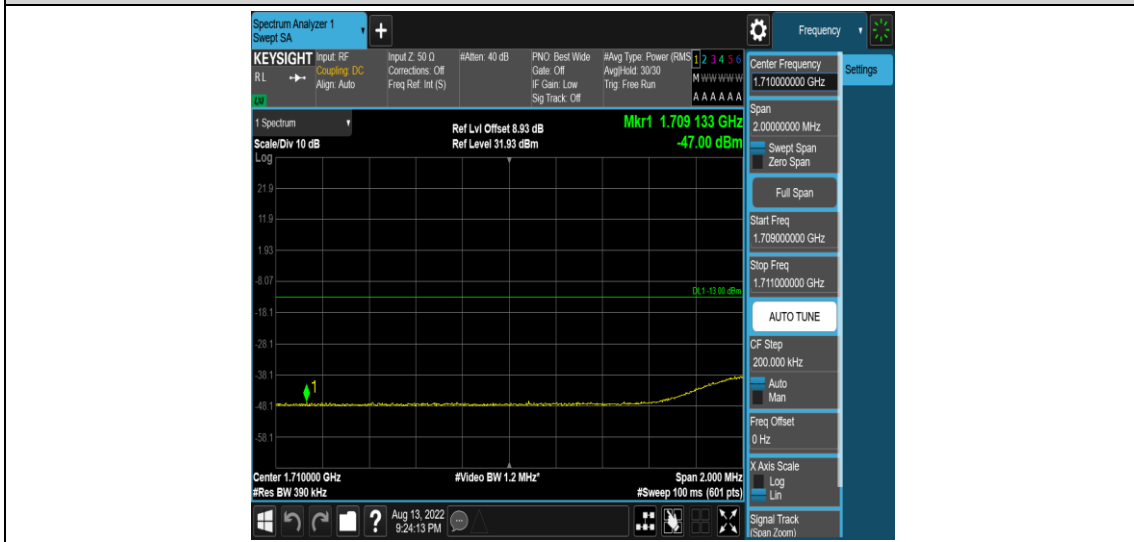 Spectrum Analyzer 1
Swept SA
+
Frequency
KEYSIGHT Input: RF
RL
Coupling: DC
Align: Auto
LXI
Input Z: 50 Ω
Corrections: Off
Freq Ref: Int (S)
#Atten: 40 dB
PNO: Best Wide
Gate: Off
IF Gain: Low
Sig Track: Off
#Avg Type: Power (RMS
Avg|Hold: 30/30
Trig: Free Run
1 2 3 4 5 6
M W W W W W
A A A A A A
Center Frequency
1.710000000 GHz
Settings
Span
2.00000000 MHz
Swept Span
Zero Span
Full Span
Start Freq
1.709000000 GHz
Stop Freq
1.711000000 GHz
AUTO TUNE
CF Step
200.000 kHz
Auto
Man
Freq Offset
0 Hz
X Axis Scale
Log
Lin
Signal Track
(Span Zoom)
1 Spectrum
Scale/Div 10 dB
Log
Ref Lvl Offset 8.93 dB
Ref Level 31.93 dBm
Mkr1 1.709 133 GHz
-47.00 dBm
21.9
11.9
1.93
-8.07
DL1 -13.00 dBm
-18.1
-28.1
-38.1
1
-48.1
-58.1
Center 1.710000 GHz
#Res BW 390 kHz
#Video BW 1.2 MHz*
Span 2.000 MHz
#Sweep 100 ms (601 pts)
?
Aug 13, 2022
9:24:13 PM